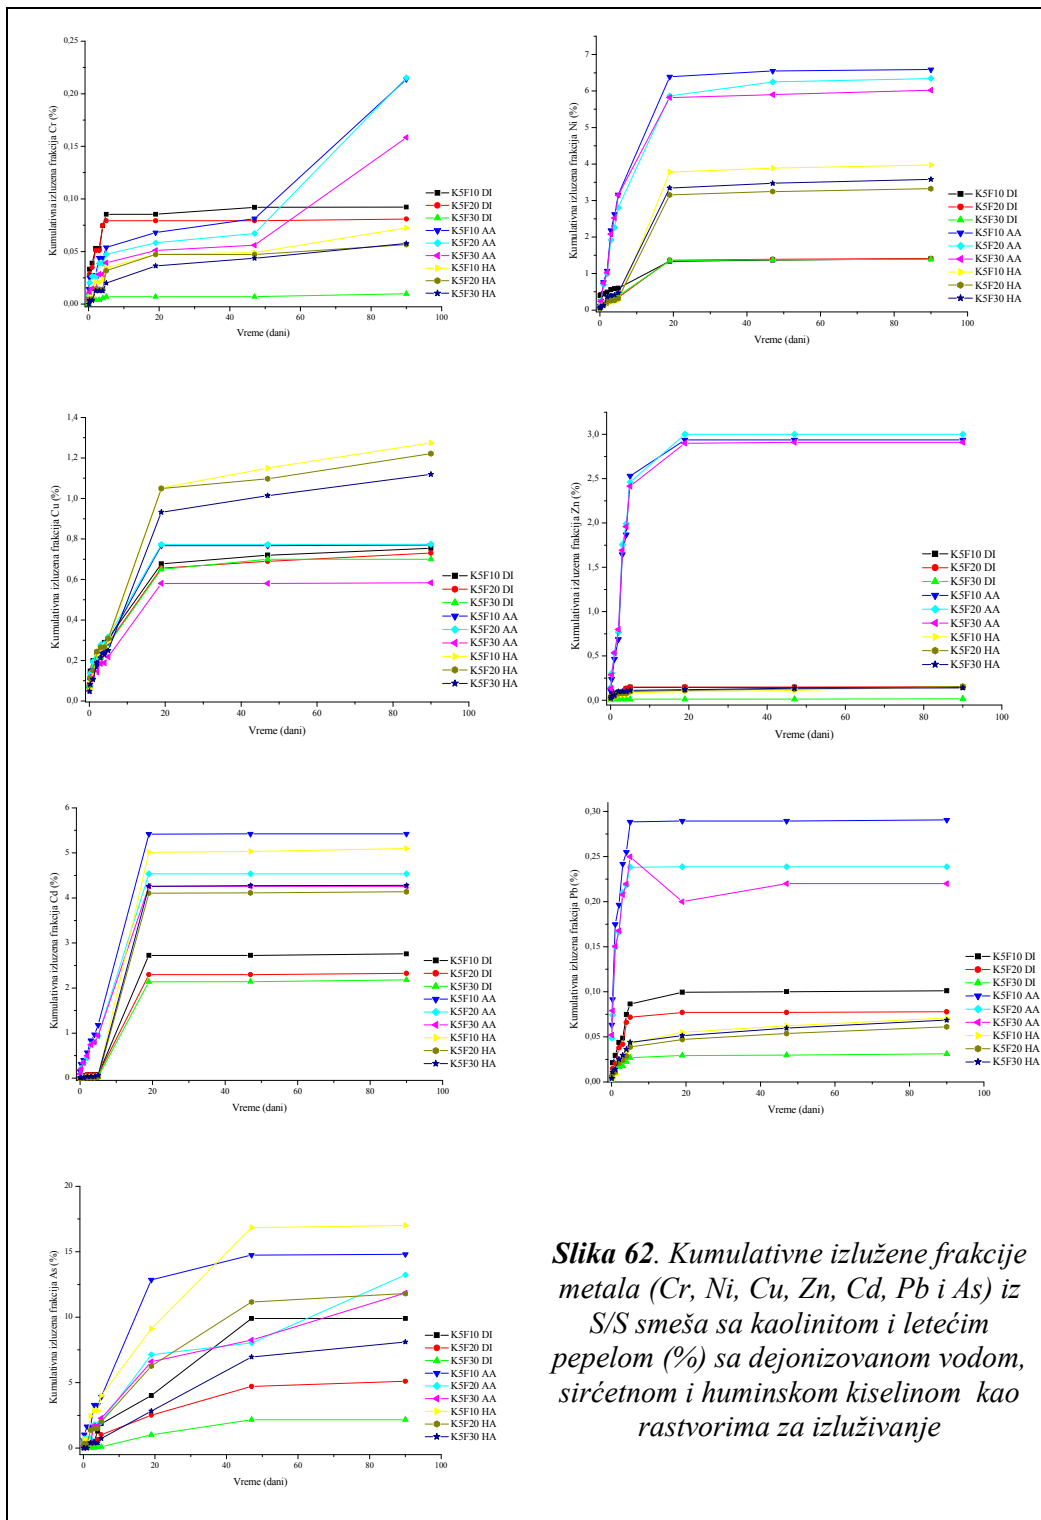 0,25
0,20
0,15
0,10
0,05
0,00
Kumulativna izluzena frakcija Cr (%)
0
20
40
60
80
100
Vreme (dani)
K5F10 DI
K5F20 DI
K5F30 DI
K5F10 AA
K5F20 AA
K5F30 AA
K5F10 HA
K5F20 HA
K5F30 HA
7
6
5
4
3
2
1
0
Kumulativna izluzena frakcija Ni (%)
0
20
40
60
80
100
Vreme (dani)
K5F10 DI
K5F20 DI
K5F30 DI
K5F10 AA
K5F20 AA
K5F30 AA
K5F10 HA
K5F20 HA
K5F30 HA
1,4
1,2
1,0
0,8
0,6
0,4
0,2
0,0
Kumulativna izluzena frakcija Cu (%)
0
20
40
60
80
100
Vreme (dani)
K5F10 DI
K5F20 DI
K5F30 DI
K5F10 AA
K5F20 AA
K5F30 AA
K5F10 HA
K5F20 HA
K5F30 HA
3,0
2,5
2,0
1,5
1,0
0,5
0,0
Kumulativna izluzena frakcija Zn (%)
0
20
40
60
80
100
Vreme (dani)
K5F10 DI
K5F20 DI
K5F30 DI
K5F10 AA
K5F20 AA
K5F30 AA
K5F10 HA
K5F20 HA
K5F30 HA
6
5
4
3
2
1
0
Kumulativna izluzena frakcija Cd (%)
0
20
40
60
80
100
Vreme (dani)
K5F10 DI
K5F20 DI
K5F30 DI
K5F10 AA
K5F20 AA
K5F30 AA
K5F10 HA
K5F20 HA
K5F30 HA
0,30
0,25
0,20
0,15
0,10
0,05
0,00
Kumulativna izluzena frakcija Pb (%)
0
20
40
60
80
100
Vreme (dani)
K5F10 DI
K5F20 DI
K5F30 DI
K5F10 AA
K5F20 AA
K5F30 AA
K5F10 HA
K5F20 HA
K5F30 HA
20
15
10
5
0
Kumulativna izluzena frakcija As (%)
0
20
40
60
80
100
Vreme (dani)
K5F10 DI
K5F20 DI
K5F30 DI
K5F10 AA
K5F20 AA
K5F30 AA
K5F10 HA
K5F20 HA
K5F30 HA
Slika 62. Kumulativne izlužene frakcije
metala (Cr, Ni, Cu, Zn, Cd, Pb i As) iz
S/S smeša sa kaolinitom i letećim
pepelom (%) sa dejonizovanom vodom,
sirćetnom i huminskom kiselinom kao
rastvorima za izluživanje